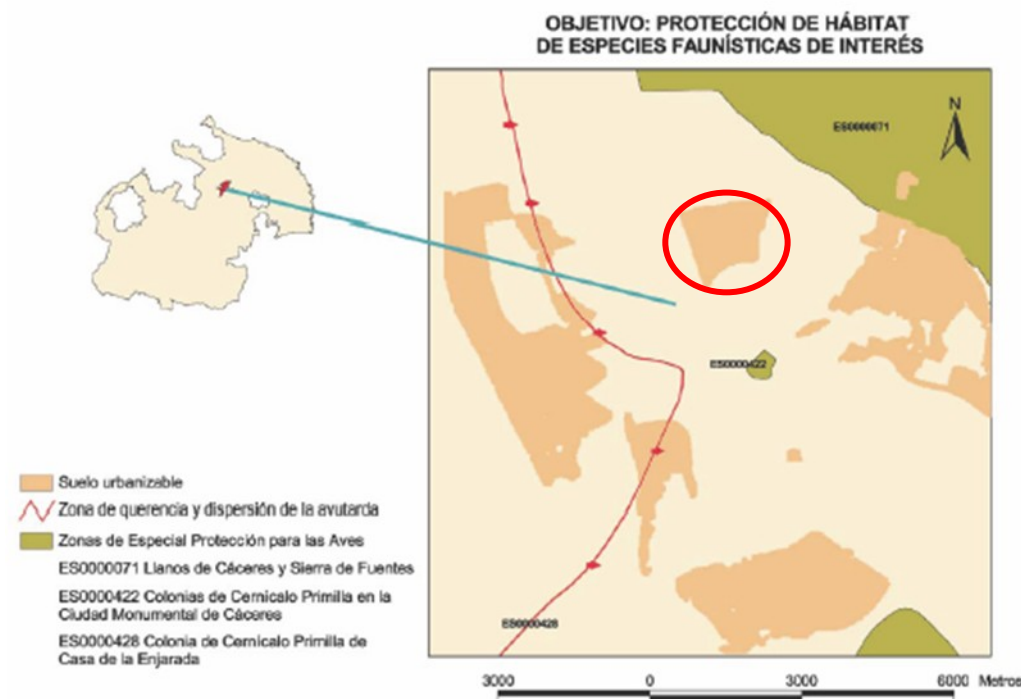 OBJETIVO: PROTECCIÓN DE HÁBITAT
DE ESPECIES FAUNÍSTICAS DE INTERÉS
ES0000071
N
ES0000422
ES0000428
Suelo urbanizable
Zona de querencia y dispersión de la avutarda
Zonas de Especial Protección para las Aves
ES0000071 Llanos de Cáceres y Sierra de Fuentes
ES0000422 Colonias de Cernicalo Primilla en la
Ciudad Monumental de Cáceres
ES0000428 Colonia de Cernicalo Primilla de
Casa de la Enjarada
3000 0 3000 6000 Metros